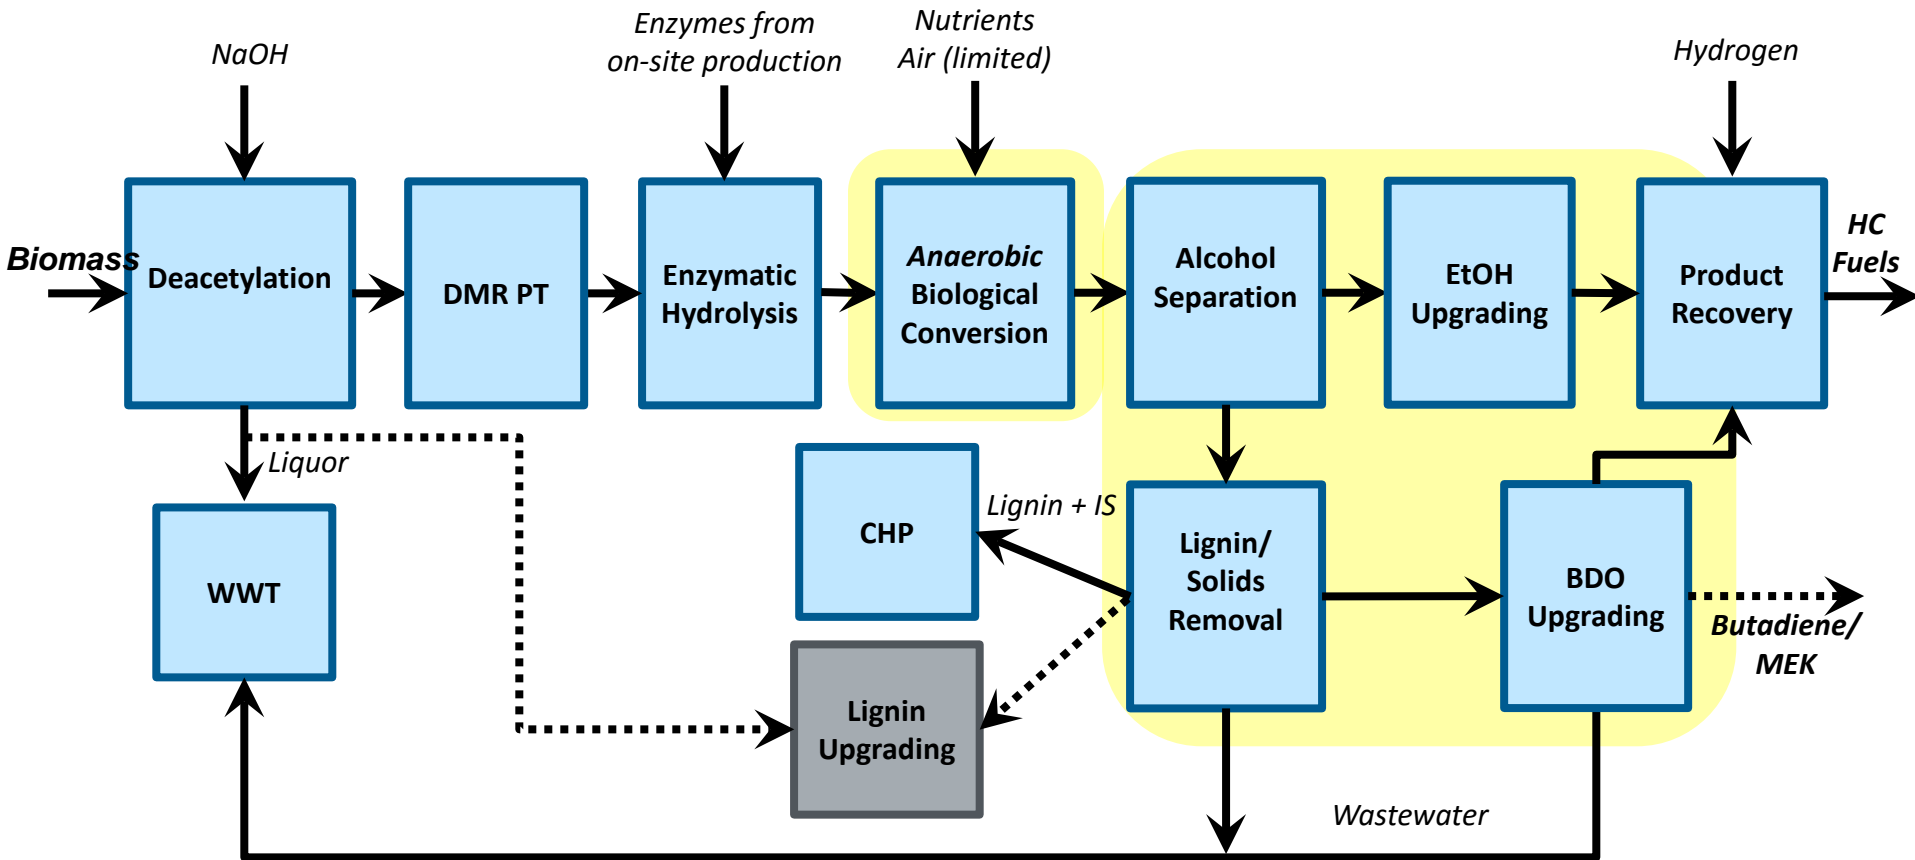 NaOH
Enzymes from
on-site production
Nutrients
Air (limited)
Hydrogen
Biomass
Deacetylation
DMR PT
Enzymatic
Hydrolysis
Anaerobic
Biological
Conversion
Alcohol
Separation
EtOH
Upgrading
Product
Recovery
HC
Fuels
Liquor
WWT
CHP
Lignin + IS
Lignin/
Solids
Removal
BDO
Upgrading
Butadiene/
MEK
Lignin
Upgrading
Wastewater